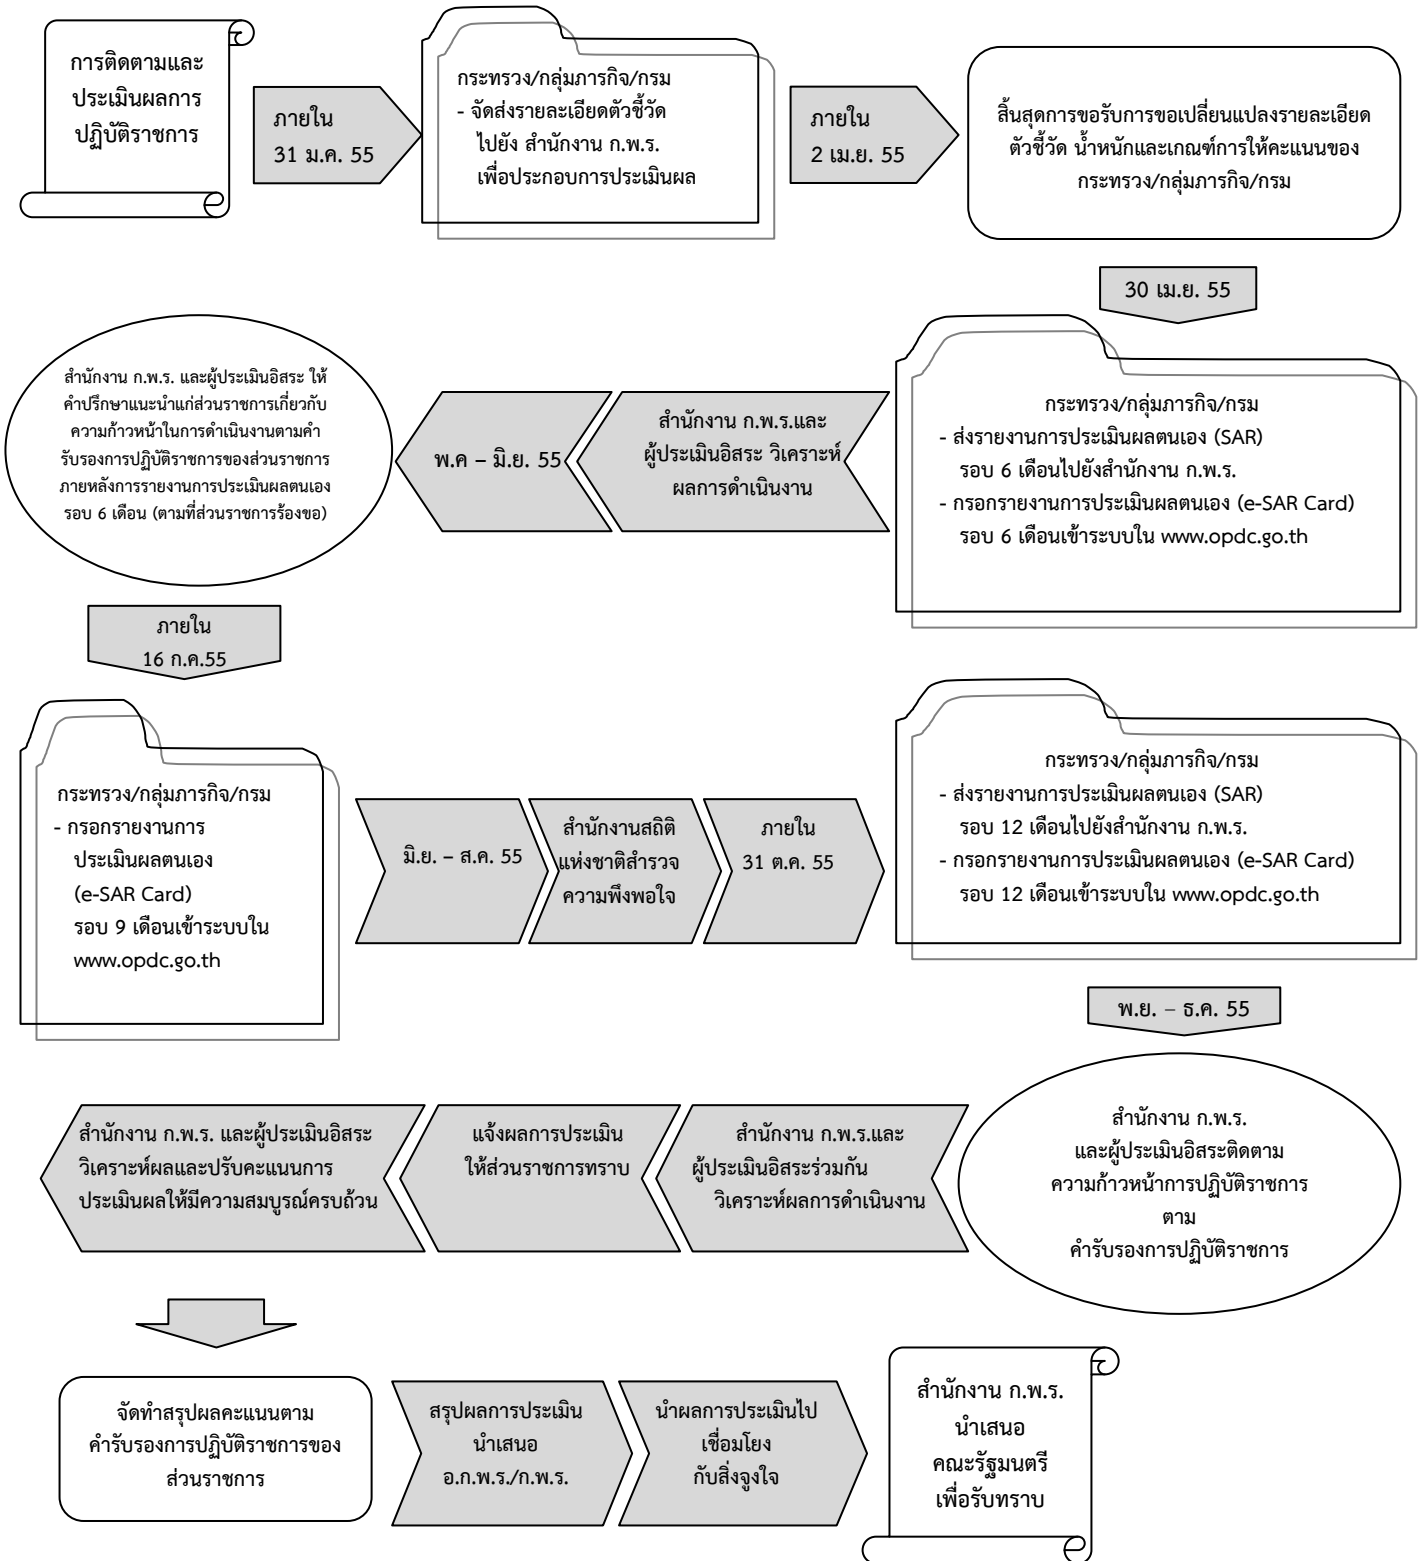 การติดตามและ
ประเมินผลการ
ปฏิบัติราชการ
ภายใน
31 ม.ค. 55
กระทรวง/กลุ่มภารกิจ/กรม
- จัดส่งรายละเอียดตัวชี้วัด
ไปยัง สำนักงาน ก.พ.ร.
เพื่อประกอบการประเมินผล
ภายใน
2 เม.ย. 55
สิ้นสุดการขอรับการขอเปลี่ยนแปลงรายละเอียด
ตัวชี้วัด น้ำหนักและเกณฑ์การให้คะแนนของ
กระทรวง/กลุ่มภารกิจ/กรม
30 เม.ย. 55
กระทรวง/กลุ่มภารกิจ/กรม
- ส่งรายงานการประเมินผลตนเอง (SAR)
รอบ 6 เดือนไปยังสำนักงาน ก.พ.ร.
- กรอกรายงานการประเมินผลตนเอง (e-SAR Card)
รอบ 6 เดือนเข้าระบบใน www.opdc.go.th
สำนักงาน ก.พ.ร.และ
ผู้ประเมินอิสระ วิเคราะห์
ผลการดำเนินงาน
พ.ค – มิ.ย. 55
สำนักงาน ก.พ.ร. และผู้ประเมินอิสระ ให้
คำปรึกษาแนะนำแก่ส่วนราชการเกี่ยวกับ
ความก้าวหน้าในการดำเนินงานตามคำ
รับรองการปฏิบัติราชการของส่วนราชการ
ภายหลังการรายงานการประเมินผลตนเอง
รอบ 6 เดือน (ตามที่ส่วนราชการร้องขอ)
ภายใน
16 ก.ค.55
กระทรวง/กลุ่มภารกิจ/กรม
- กรอกรายงานการ
ประเมินผลตนเอง
(e-SAR Card)
รอบ 9 เดือนเข้าระบบใน
www.opdc.go.th
มิ.ย. – ส.ค. 55
สำนักงานสถิติ
แห่งชาติสำรวจ
ความพึงพอใจ
ภายใน
31 ต.ค. 55
กระทรวง/กลุ่มภารกิจ/กรม
- ส่งรายงานการประเมินผลตนเอง (SAR)
รอบ 12 เดือนไปยังสำนักงาน ก.พ.ร.
- กรอกรายงานการประเมินผลตนเอง (e-SAR Card)
รอบ 12 เดือนเข้าระบบใน www.opdc.go.th
พ.ย. – ธ.ค. 55
สำนักงาน ก.พ.ร.
และผู้ประเมินอิสระติดตาม
ความก้าวหน้าการปฏิบัติราชการ
ตาม
คำรับรองการปฏิบัติราชการ
สำนักงาน ก.พ.ร.และ
ผู้ประเมินอิสระร่วมกัน
วิเคราะห์ผลการดำเนินงาน
แจ้งผลการประเมิน
ให้ส่วนราชการทราบ
สำนักงาน ก.พ.ร. และผู้ประเมินอิสระ
วิเคราะห์ผลและปรับคะแนนการ
ประเมินผลให้มีความสมบูรณ์ครบถ้วน
จัดทำสรุปผลคะแนนตาม
คำรับรองการปฏิบัติราชการของ
ส่วนราชการ
สรุปผลการประเมิน
นำเสนอ
อ.ก.พ.ร./ก.พ.ร.
นำผลการประเมินไป
เชื่อมโยง
กับสิ่งจูงใจ
สำนักงาน ก.พ.ร.
นำเสนอ
คณะรัฐมนตรี
เพื่อรับทราบ